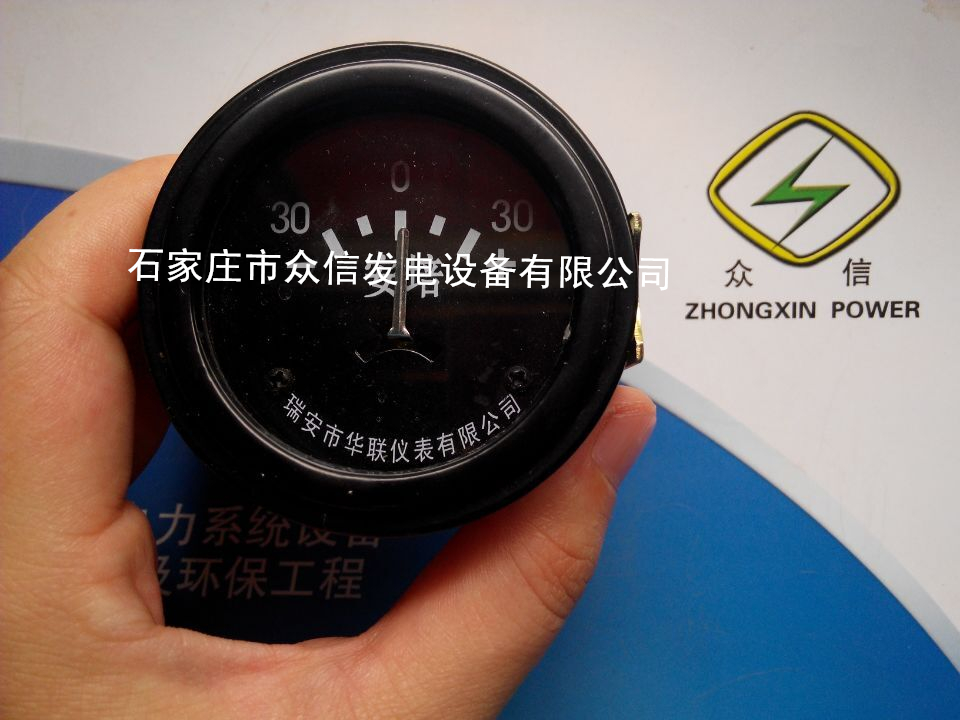 0
30 30
石家庄市众信发电设备有限公司
安培
瑞安市华联仪表有限公司
众信
ZHONGXIN POWER
力系统设备
及环保工程